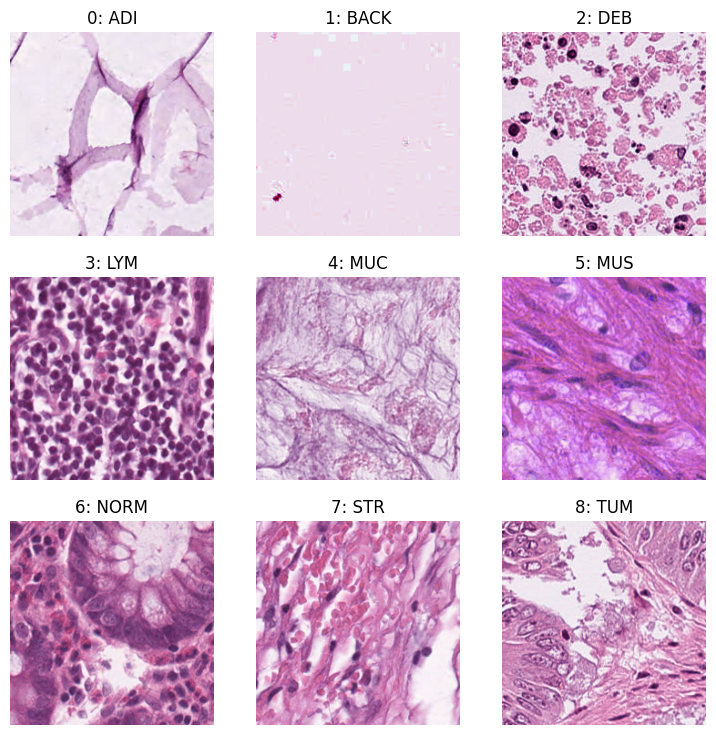 0: ADI
1: BACK
2: DEB
3: LYM
4: MUC
5: MUS
6: NORM
7: STR
8: TUM